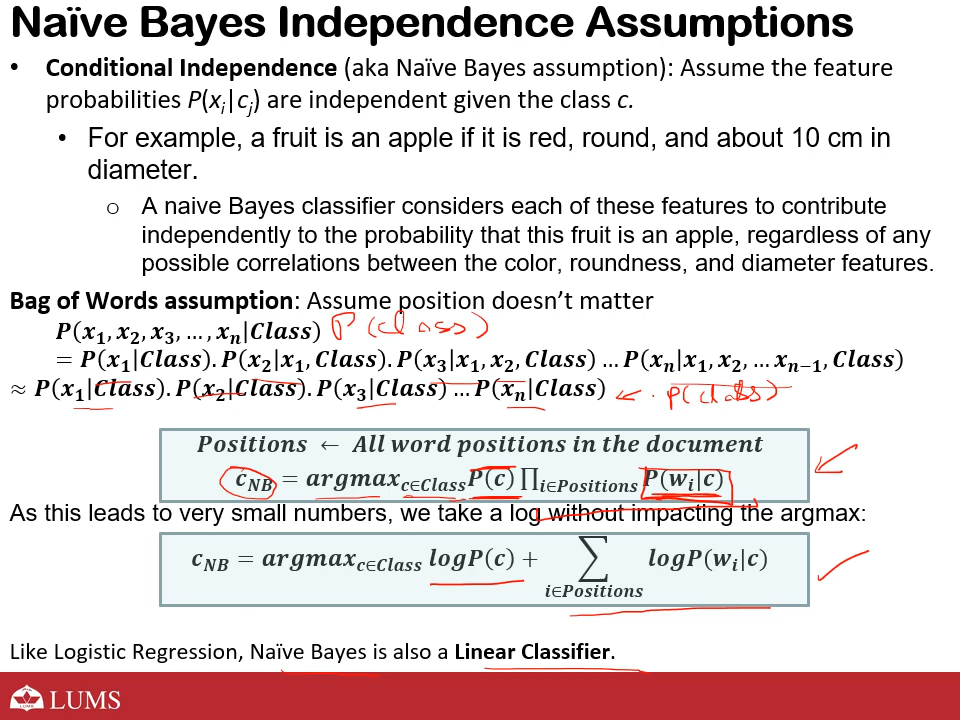 Naïve Bayes Independence Assumptions
• Conditional Independence (aka Naïve Bayes assumption): Assume the feature
probabilities P(xᵢ|cⱼ) are independent given the class c.
• For example, a fruit is an apple if it is red, round, and about 10 cm in
diameter.
o A naive Bayes classifier considers each of these features to contribute
independently to the probability that this fruit is an apple, regardless of any
possible correlations between the color, roundness, and diameter features.
Bag of Words assumption: Assume position doesn't matter
P(x₁, x₂, x₃, … , xₙ|Class) P(class)
= P(x₁|Class). P(x₂|x₁, Class). P(x₃|x₁, x₂, Class) … P(xₙ|x₁, x₂, … xₙ₋₁, Class)
≈ P(x₁|Class). P(x₂|Class). P(x₃|Class) … P(xₙ|Class) ← . P(class)
Positions ← All word positions in the document
c_NB = argmax_{c∈Class} P(c) ∏_{i∈Positions} P(wᵢ|c)
As this leads to very small numbers, we take a log without impacting the argmax:
c_NB = argmax_{c∈Class} logP(c) + ∑_{i∈Positions} logP(wᵢ|c)
Like Logistic Regression, Naïve Bayes is also a Linear Classifier.
LUMS